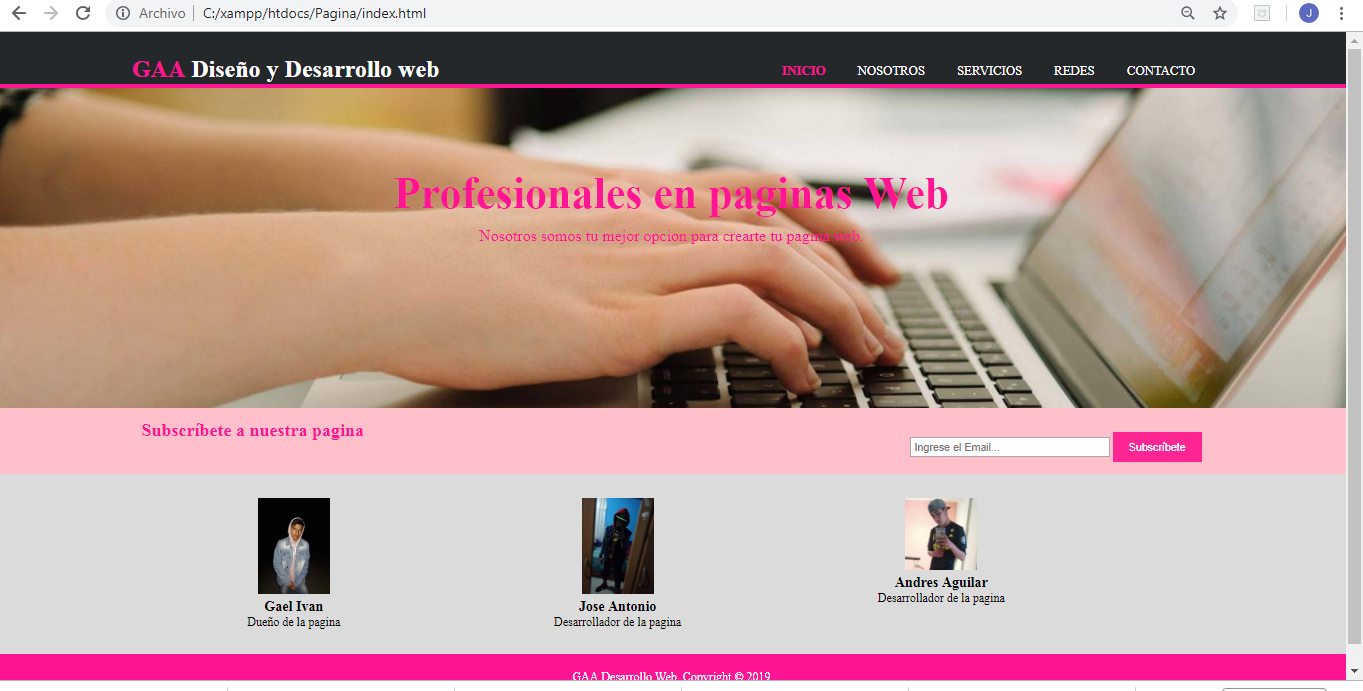 Archivo | C:/xampp/htdocs/Pagina/index.html
J
GAA Diseño y Desarrollo web
INICIO NOSOTROS SERVICIOS REDES CONTACTO
Profesionales en paginas Web
Nosotros somos tu mejor opcion para crearte tu pagina web.
Subscríbete a nuestra pagina
Ingrese el Email... Subscríbete
Gael Ivan
Dueño de la pagina
Jose Antonio
Desarrollador de la pagina
Andres Aguilar
Desarrollador de la pagina
GAA Desarrollo Web, Copyright © 2019